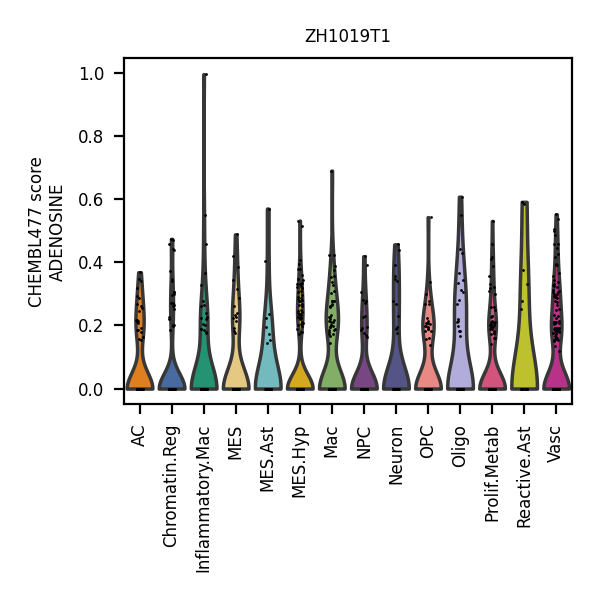 ZH1019T1
CHEMBL477 score
ADENOSINE
1.0
0.8
0.6
0.4
0.2
0.0
AC
Chromatin.Reg
Inflammatory.Mac
MES
MES.Ast
MES.Hyp
Mac
NPC
Neuron
OPC
Oligo
Prolif.Metab
Reactive.Ast
Vasc